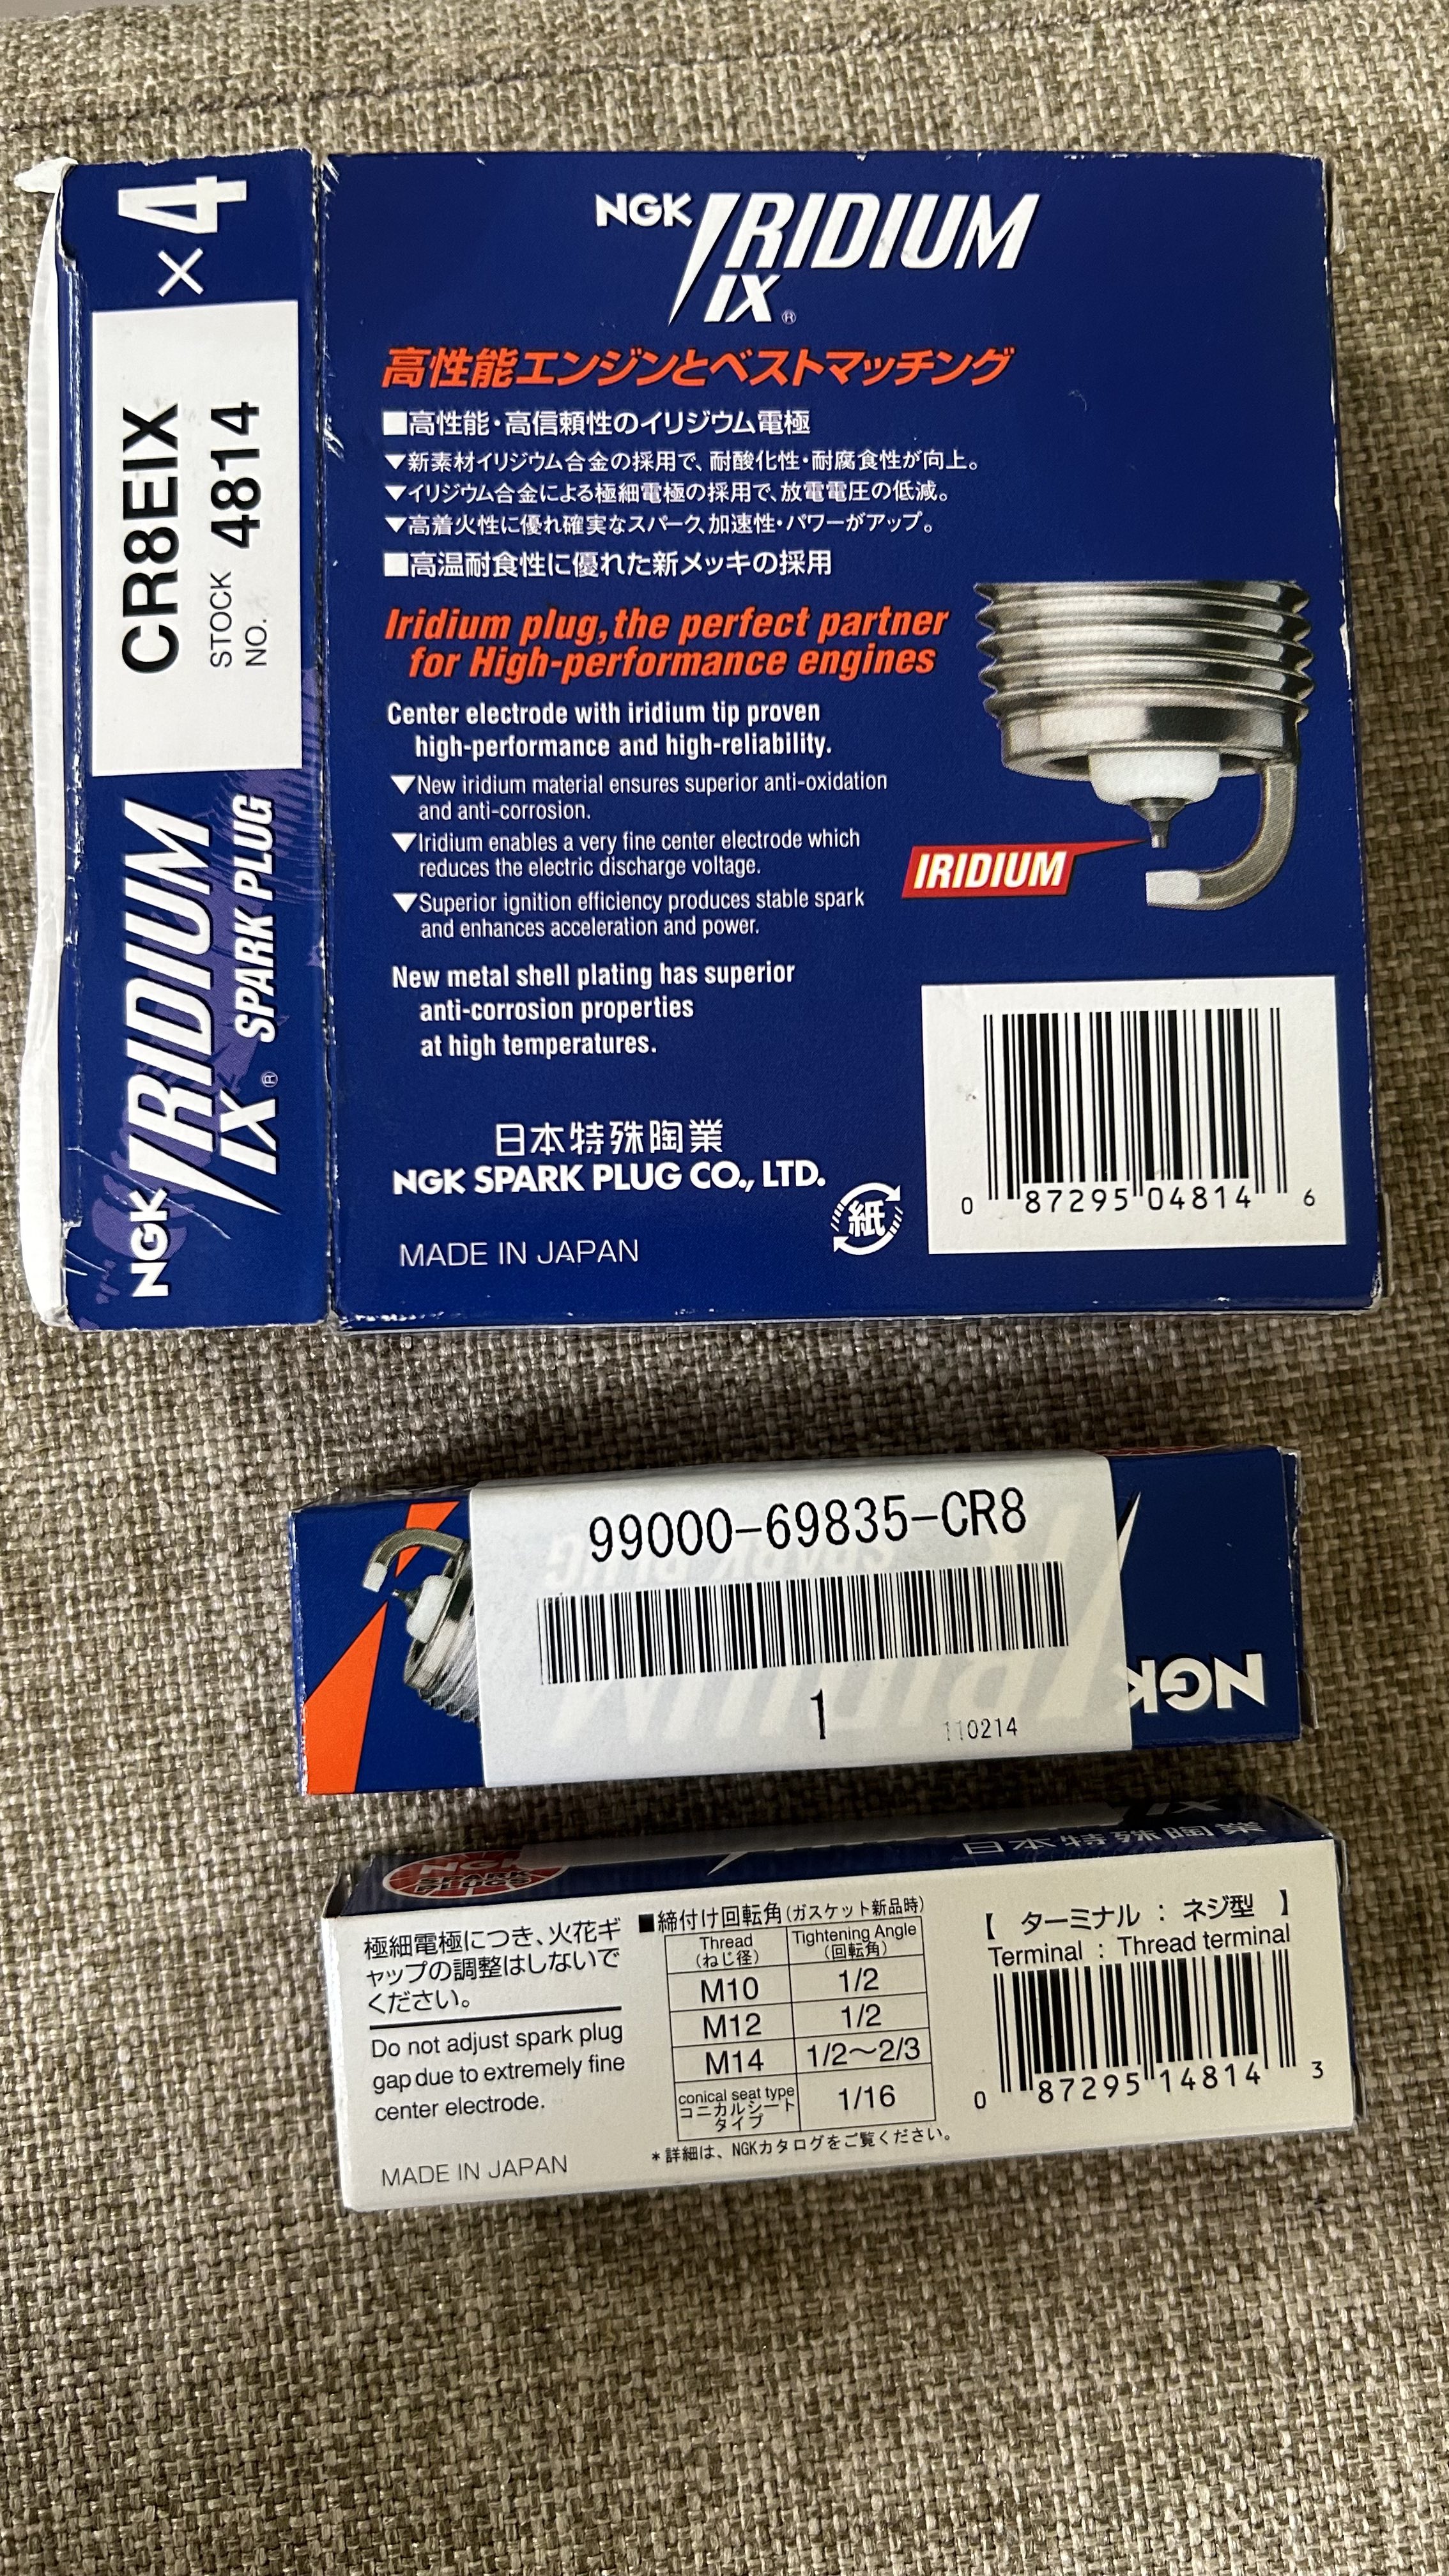 ×4
CR8EIX
STOCK NO. 4814
NGK IRIDIUM
IX®
SPARK PLUG
NGK IRIDIUM
IX®
高性能エンジンとベストマッチング
■高性能・高信頼性のイリジウム電極
▼新素材イリジウム合金の採用で、耐酸化性・耐腐食性が向上。
▼イリジウム合金による極細電極の採用で、放電電圧の低減。
▼高着火性に優れ確実なスパーク、加速性・パワーがアップ。
■高温耐食性に優れた新メッキの採用
Iridium plug, the perfect partner
for High-performance engines
Center electrode with iridium tip proven
high-performance and high-reliability.
▼New iridium material ensures superior anti-oxidation
and anti-corrosion.
▼Iridium enables a very fine center electrode which
reduces the electric discharge voltage.
▼Superior ignition efficiency produces stable spark
and enhances acceleration and power.
New metal shell plating has superior
anti-corrosion properties
at high temperatures.
IRIDIUM
日本特殊陶業
NGK SPARK PLUG CO., LTD.
紙
MADE IN JAPAN
0 87295 04814 6
99000-69835-CR8
1
110214
NGK
IX
日本特殊陶業
NGK
SPARK
PLUGS
極細電極につき、火花ギ
ャップの調整はしないで
ください。
Do not adjust spark plug
gap due to extremely fine
center electrode.
MADE IN JAPAN
■締付け回転角(ガスケット新品時)
Thread (ねじ径) Tightening Angle (回転角)
M10 1/2
M12 1/2
M14 1/2〜2/3
conical seat type コニカルシートタイプ 1/16
*詳細は、NGKカタログをご覧ください。
【 ターミナル : ネジ型 】
Terminal : Thread terminal
0 87295 14814 3